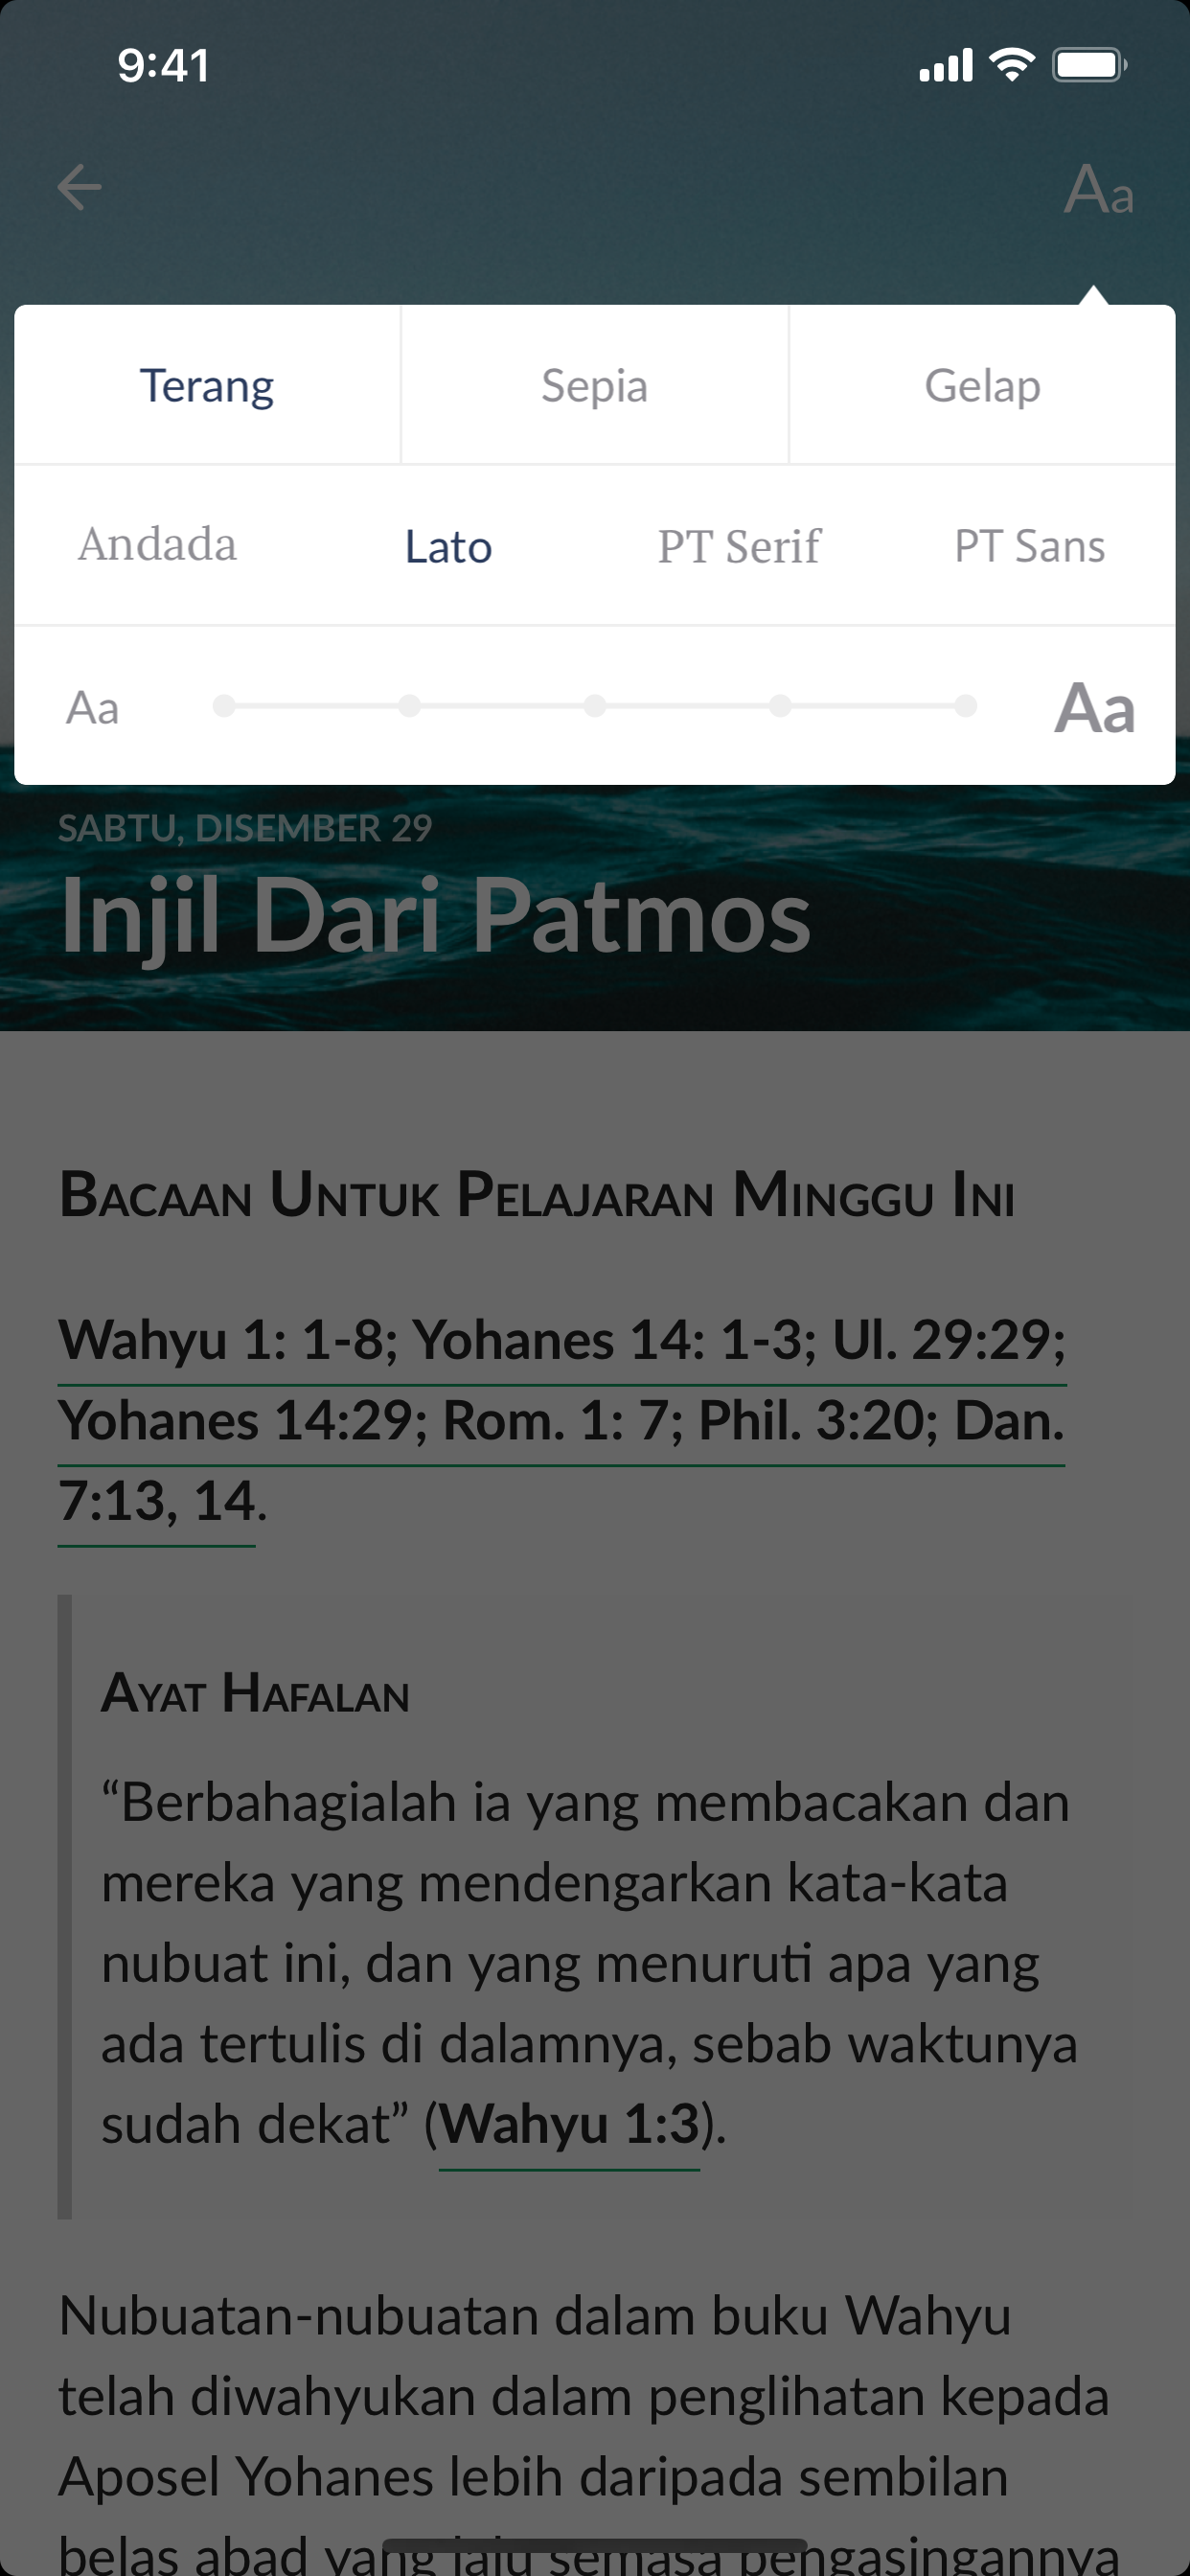 9:41
Aa
Terang Sepia Gelap
Andada Lato PT Serif PT Sans
Aa Aa
SABTU, DISEMBER 29
Injil Dari Patmos
Bacaan Untuk Pelajaran Minggu Ini
Wahyu 1: 1-8; Yohanes 14: 1-3; Ul. 29:29;
Yohanes 14:29; Rom. 1: 7; Phil. 3:20; Dan.
7:13, 14.
Ayat Hafalan
“Berbahagialah ia yang membacakan dan
mereka yang mendengarkan kata-kata
nubuat ini, dan yang menuruti apa yang
ada tertulis di dalamnya, sebab waktunya
sudah dekat” (Wahyu 1:3).
Nubuatan-nubuatan dalam buku Wahyu
telah diwahyukan dalam penglihatan kepada
Aposel Yohanes lebih daripada sembilan
belas abad yang lalu semasa pengasingannya